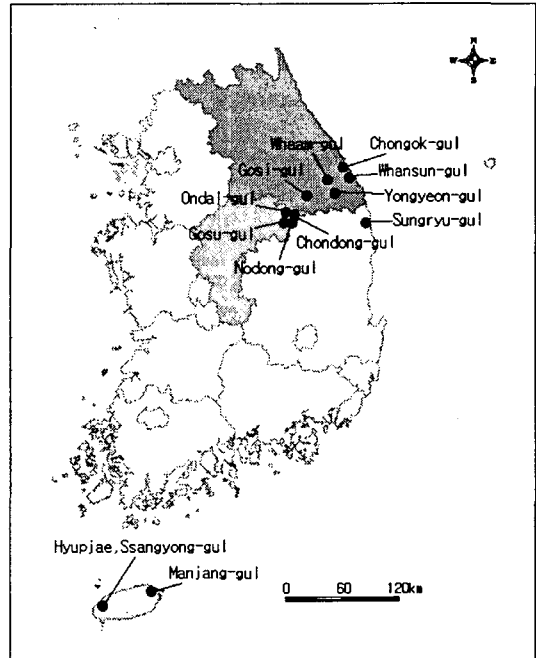 N
W E
S
Chongok-gul
Whaam-gul
Whansun-gul
Gosi-gul
Yongyeon-gul
Ondal-gul
Sungryu-gul
Gosu-gul
Chondong-gul
Nodong-gul
Hyupjae,Ssangyong-gul
Manjang-gul
0 60 120km